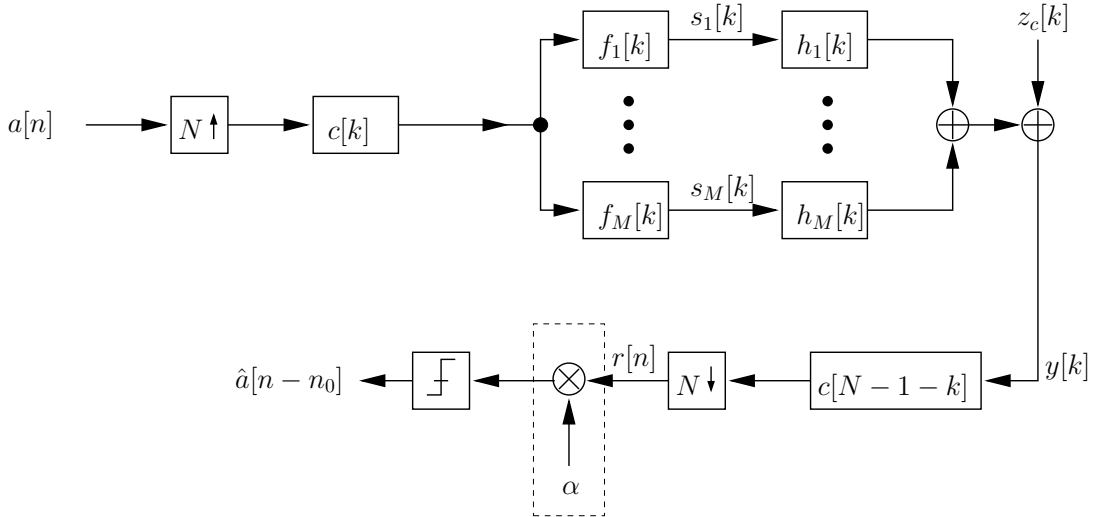 s_1[k]
z_c[k]
f_1[k]
h_1[k]
a[n]
N
c[k]
s_M[k]
f_M[k]
h_M[k]
r[n]
y[k]
â[n − n_0]
N
c[N − 1 − k]
α